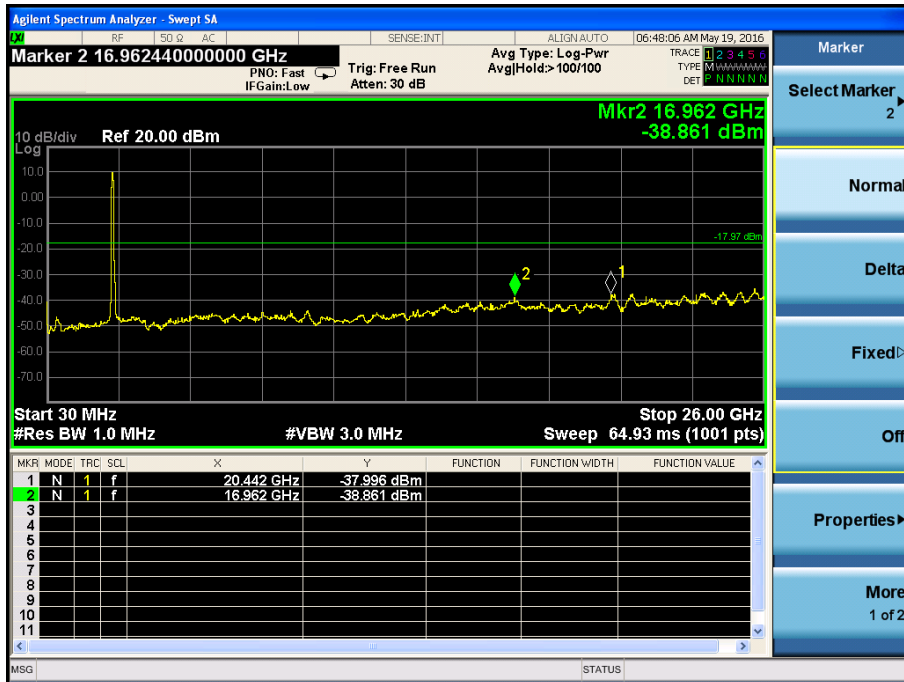 Agilent Spectrum Analyzer - Swept SA
LXI RF 50 Ω AC SENSE:INT ALIGN AUTO 06:48:06 AM May 19, 2016
Marker 2 16.962440000000 GHz
PNO: Fast
IFGain:Low
Trig: Free Run
Atten: 30 dB
Avg Type: Log-Pwr
Avg|Hold:>100/100
TRACE 1 2 3 4 5 6
TYPE M WWWWW
DET P N N N N N
Mkr2 16.962 GHz
-38.861 dBm
10 dB/div Ref 20.00 dBm
Log
10.0
0.00
-10.0
-17.97 dBm
-20.0
-30.0
2 1
-40.0
-50.0
-60.0
-70.0
Start 30 MHz Stop 26.00 GHz
#Res BW 1.0 MHz #VBW 3.0 MHz Sweep 64.93 ms (1001 pts)
MKR MODE TRC SCL X Y FUNCTION FUNCTION WIDTH FUNCTION VALUE
1 N 1 f 20.442 GHz -37.996 dBm
2 N 1 f 16.962 GHz -38.861 dBm
3
4
5
6
7
8
9
10
11
MSG STATUS
Marker
Select Marker
2
Normal
Delta
Fixed
Off
Properties
More
1 of 2